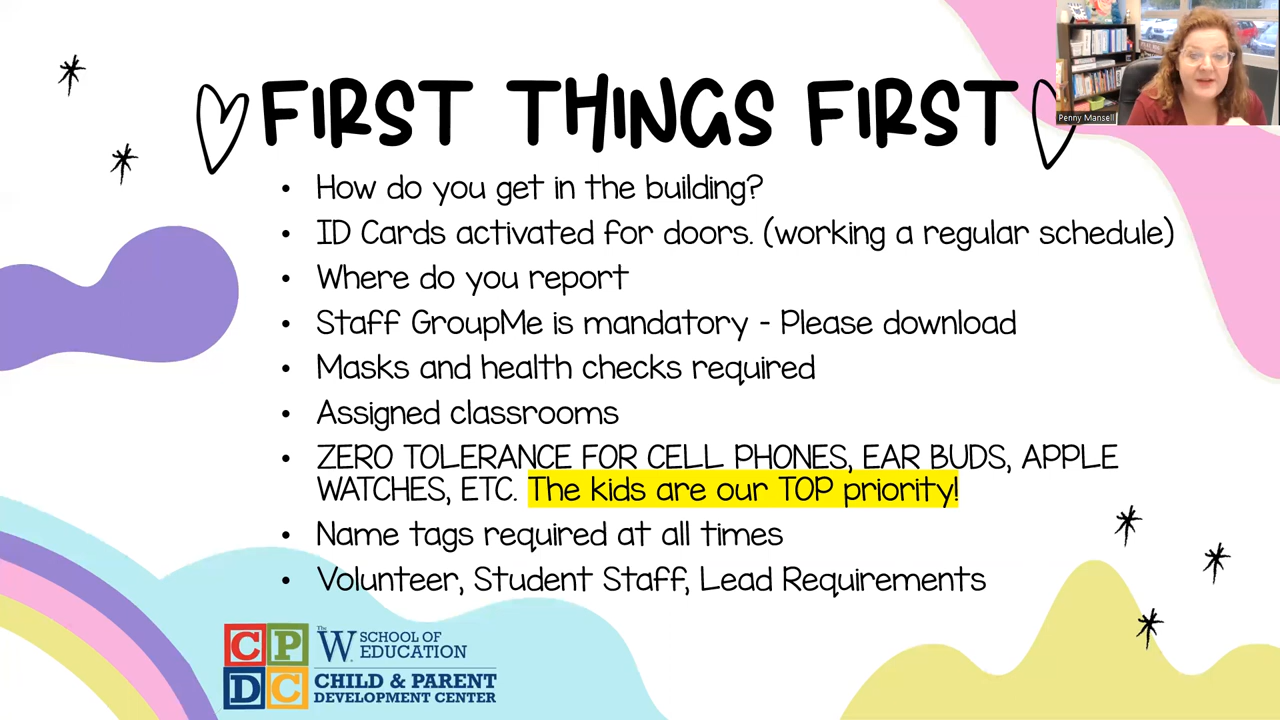 FIRST THINGS FIRST
Penny Mansell
• How do you get in the building?
• ID Cards activated for doors. (working a regular schedule)
• Where do you report
• Staff GroupMe is mandatory - Please download
• Masks and health checks required
• Assigned classrooms
• ZERO TOLERANCE FOR CELL PHONES, EAR BUDS, APPLE
WATCHES, ETC. The kids are our TOP priority!
• Name tags required at all times
• Volunteer, Student Staff, Lead Requirements
CP
DC
The W. SCHOOL OF
EDUCATION
CHILD & PARENT
DEVELOPMENT CENTER